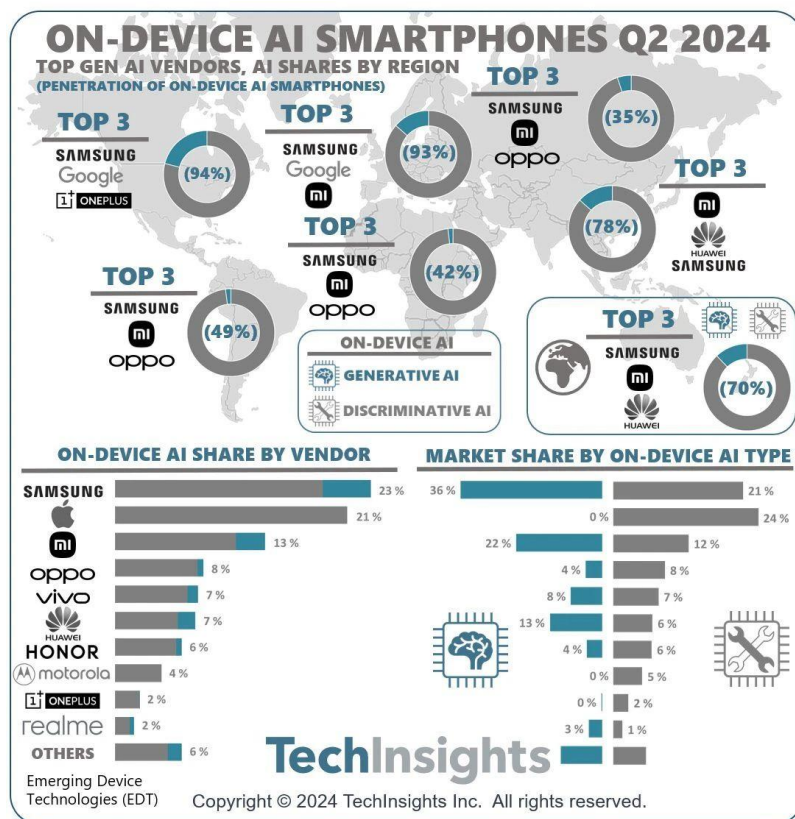 ON-DEVICE AI SMARTPHONES Q2 2024
TOP GEN AI VENDORS, AI SHARES BY REGION
(PENETRATION OF ON-DEVICE AI SMARTPHONES)
TOP 3
SAMSUNG
Google
1+ ONEPLUS
(94%)
TOP 3
SAMSUNG
Google
MI
(93%)
TOP 3
SAMSUNG
MI
oppo
(35%)
TOP 3
MI
HUAWEI
SAMSUNG
(78%)
TOP 3
SAMSUNG
MI
oppo
(42%)
TOP 3
SAMSUNG
MI
oppo
(49%)
ON-DEVICE AI
GENERATIVE AI
DISCRIMINATIVE AI
TOP 3
SAMSUNG
MI
HUAWEI
(70%)
ON-DEVICE AI SHARE BY VENDOR
SAMSUNG 23 %
21 %
MI 13 %
oppo 8 %
vivo 7 %
HUAWEI 7 %
HONOR 6 %
motorola 4 %
1+ ONEPLUS 2 %
realme 2 %
OTHERS 6 %
MARKET SHARE BY ON-DEVICE AI TYPE
36 % 21 %
0% 24 %
22 % 12 %
4 % 8 %
8 % 7 %
13 % 6 %
4 % 6 %
0% 5 %
0 % 2 %
3 % 1 %
TechInsights
Emerging Device
Technologies (EDT)
Copyright © 2024 TechInsights Inc. All rights reserved.